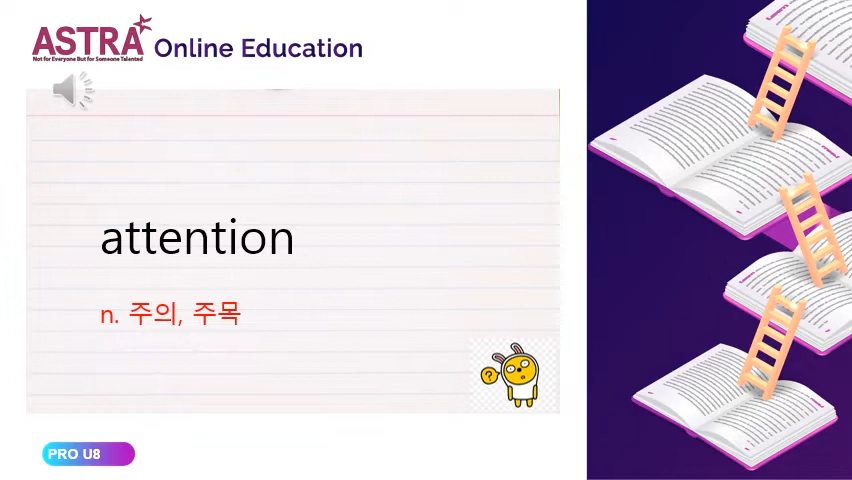 ASTRA Online Education
Not for Everyone But for Someone Talented
attention
n. 주의, 주목
?
PRO U8